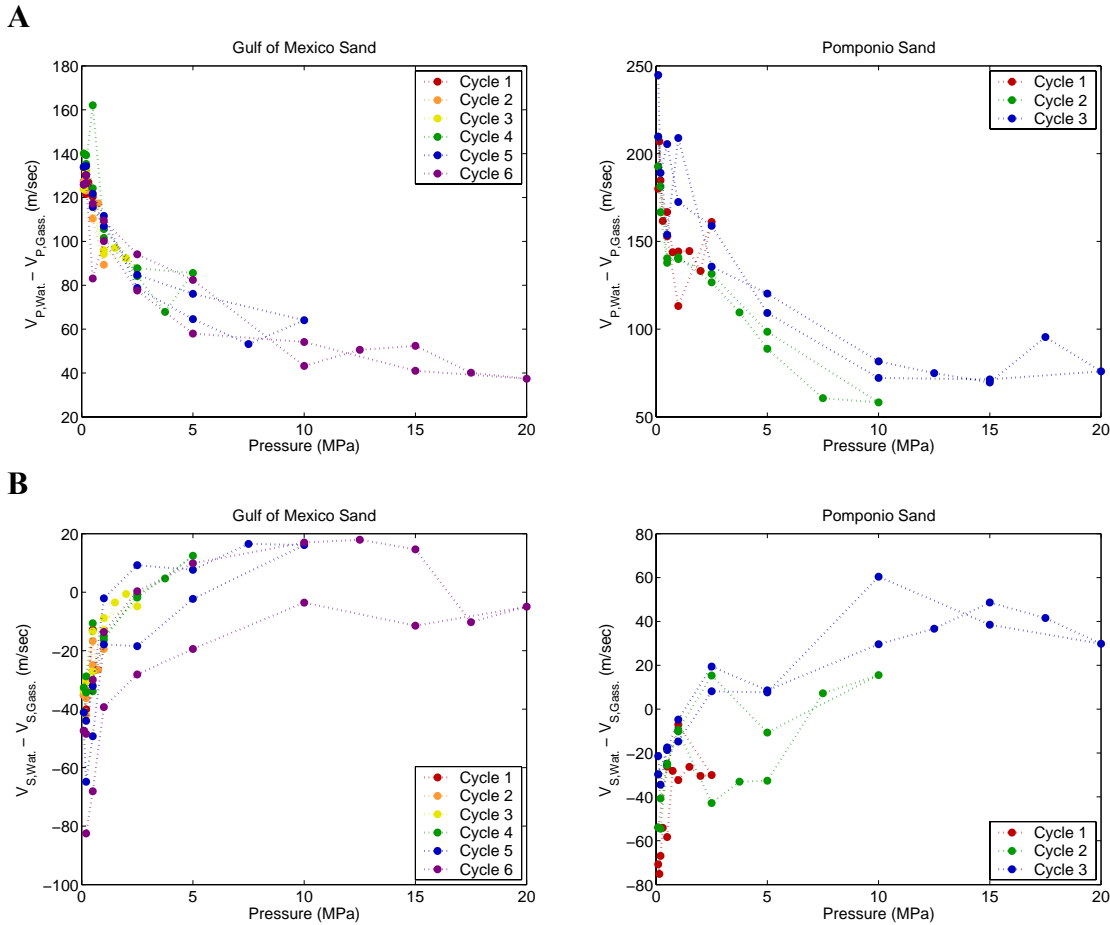 A
Gulf of Mexico Sand
180
160
140
120
100
80
60
40
20
V_P,Wat. − V_P,Gass. (m/sec)
0
5
10
15
20
Pressure (MPa)
Cycle 1
Cycle 2
Cycle 3
Cycle 4
Cycle 5
Cycle 6
Pomponio Sand
250
200
150
100
50
V_P,Wat. − V_P,Gass. (m/sec)
0
5
10
15
20
Pressure (MPa)
Cycle 1
Cycle 2
Cycle 3
B
Gulf of Mexico Sand
20
0
−20
−40
−60
−80
−100
V_S,Wat. − V_S,Gass. (m/sec)
0
5
10
15
20
Pressure (MPa)
Cycle 1
Cycle 2
Cycle 3
Cycle 4
Cycle 5
Cycle 6
Pomponio Sand
80
60
40
20
0
−20
−40
−60
−80
V_S,Wat. − V_S,Gass. (m/sec)
0
5
10
15
20
Pressure (MPa)
Cycle 1
Cycle 2
Cycle 3